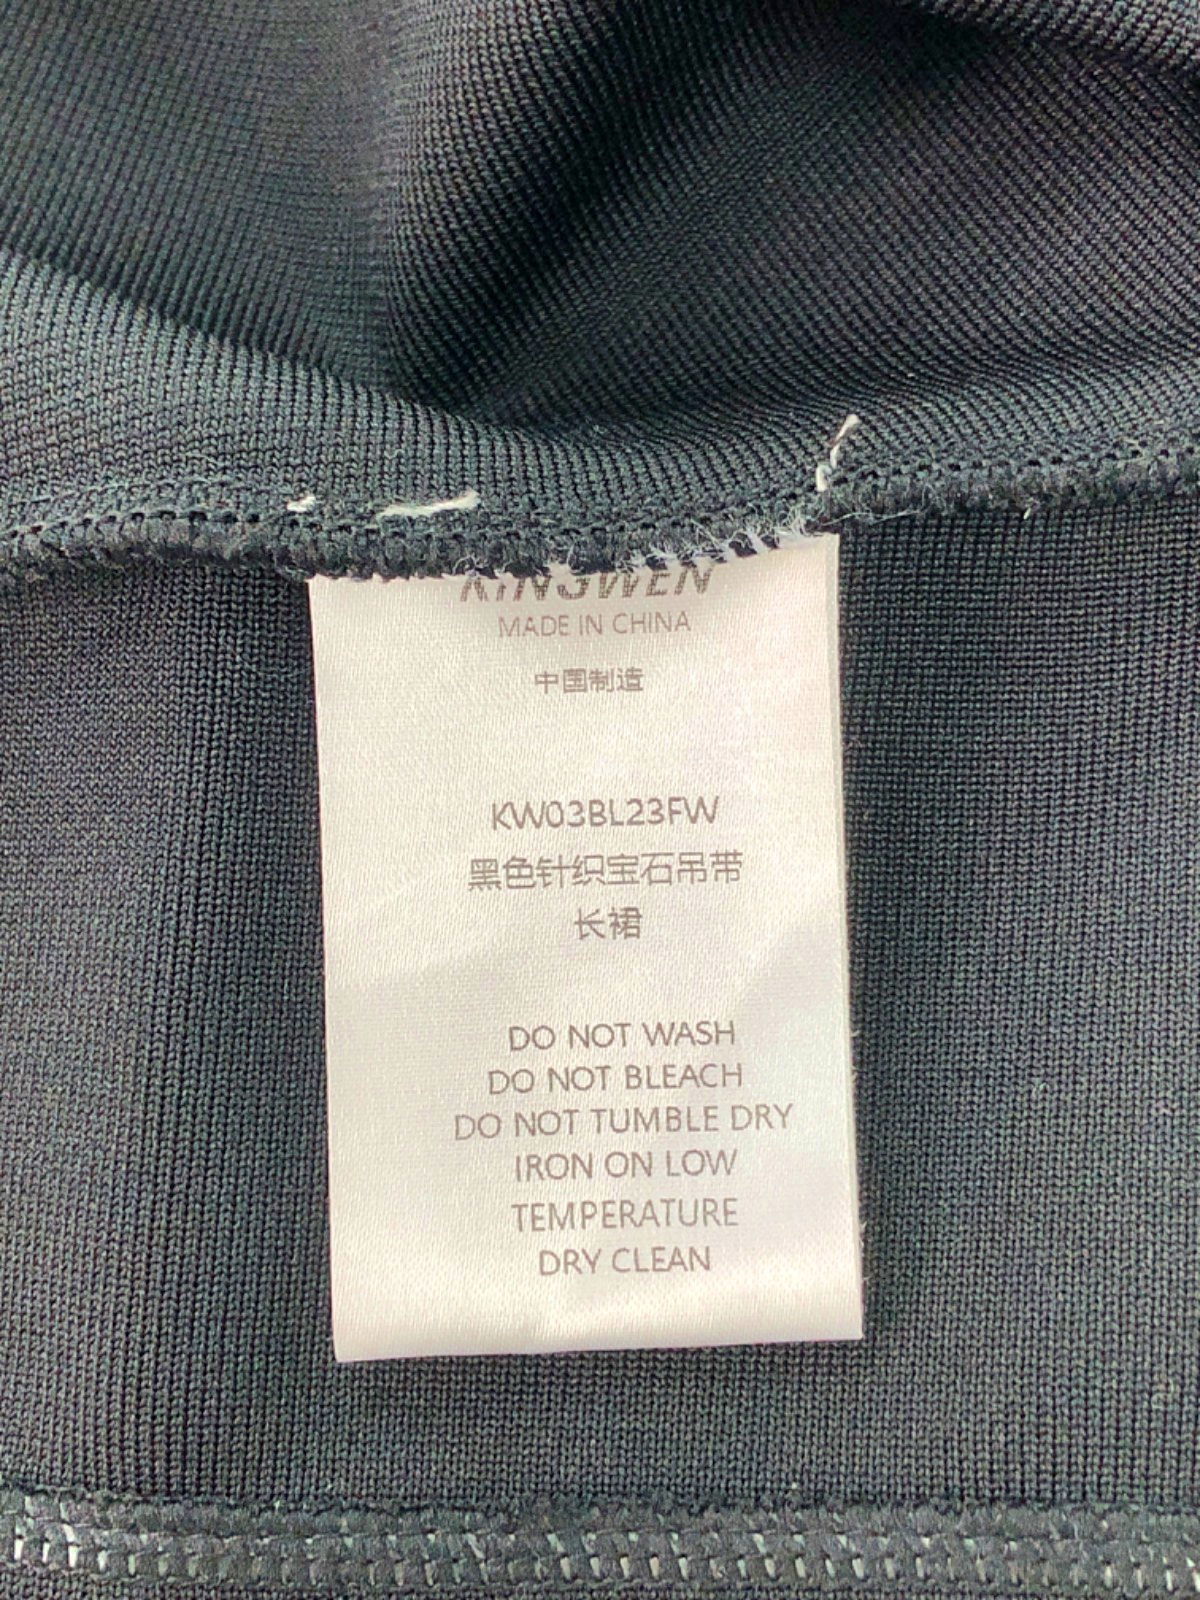 KINGWEN
MADE IN CHINA
中国制造
KW03BL23FW
黑色针织宝石吊带
长裙
DO NOT WASH
DO NOT BLEACH
DO NOT TUMBLE DRY
IRON ON LOW
TEMPERATURE
DRY CLEAN